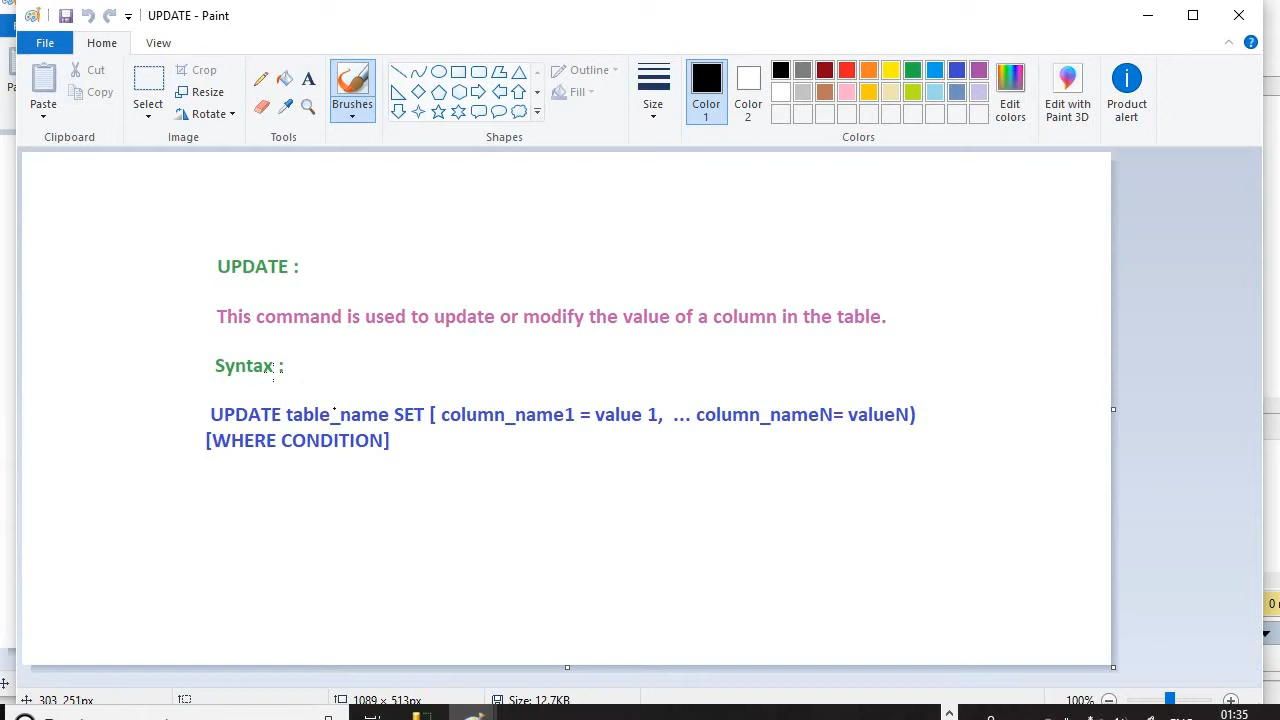 UPDATE - Paint
File Home View
Paste
Cut
Copy
Clipboard
Select
Crop
Resize
Rotate
Image
Tools
Brushes
Outline
Fill
Shapes
Size
Color 1
Color 2
Edit colors
Edit with Paint 3D
Product alert
Colors
UPDATE :
This command is used to update or modify the value of a column in the table.
Syntax :
UPDATE table_name SET [ column_name1 = value 1, ... column_nameN= valueN)
[WHERE CONDITION]
303, 251px 1089 × 513px Size: 12.7KB 100%
01:35